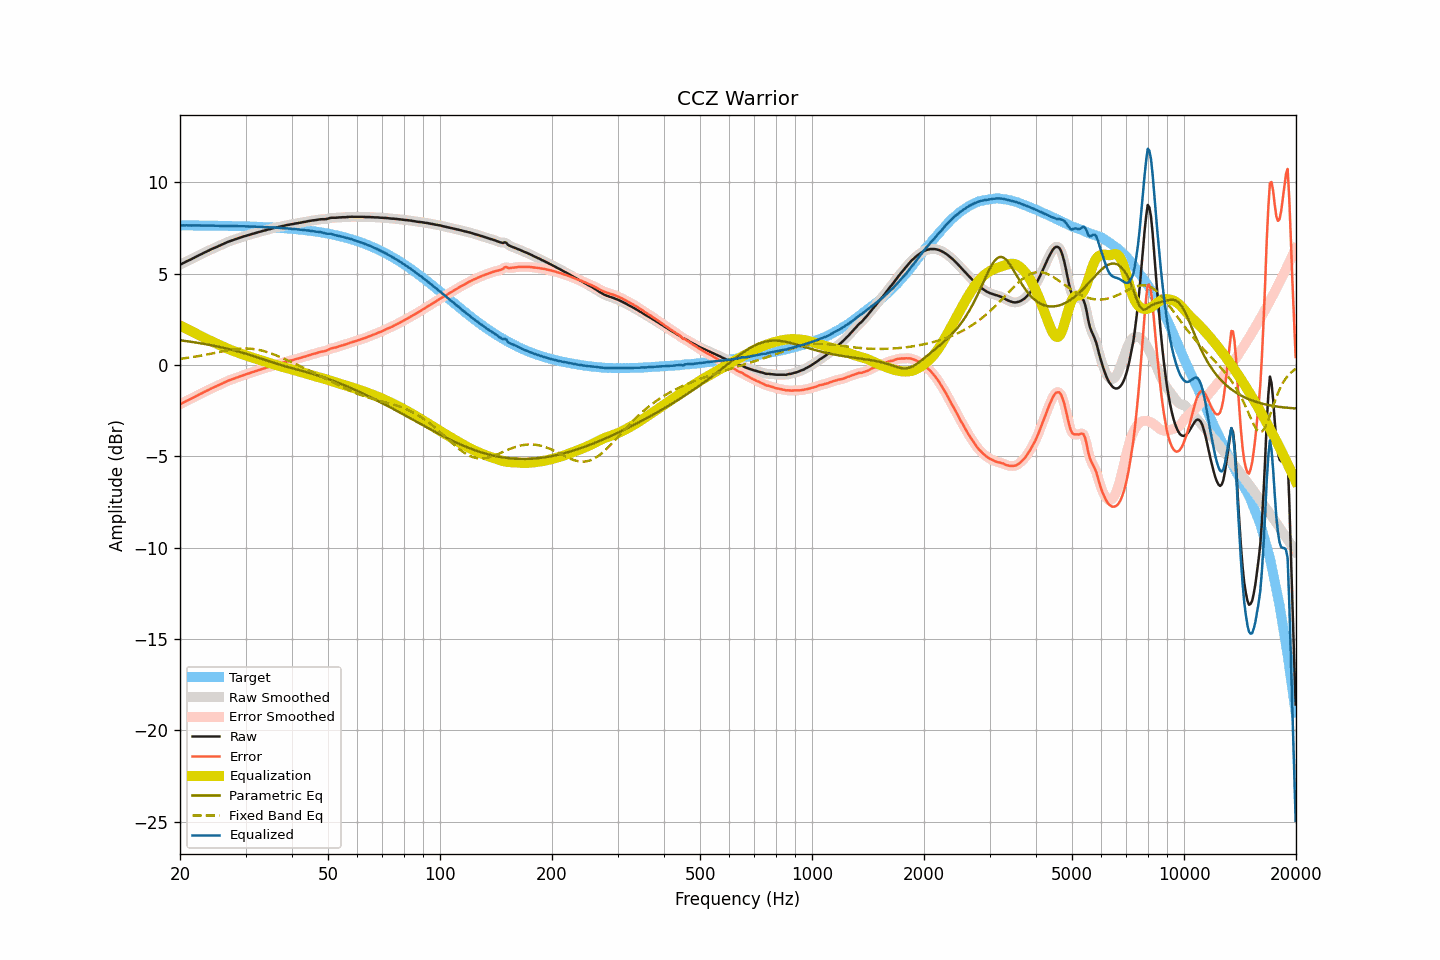 CCZ Warrior
Amplitude (dBr)
10
5
0
−5
−10
−15
−20
−25
Target
Raw Smoothed
Error Smoothed
Raw
Error
Equalization
Parametric Eq
Fixed Band Eq
Equalized
20 50 100 200 500 1000 2000 5000 10000 20000
Frequency (Hz)